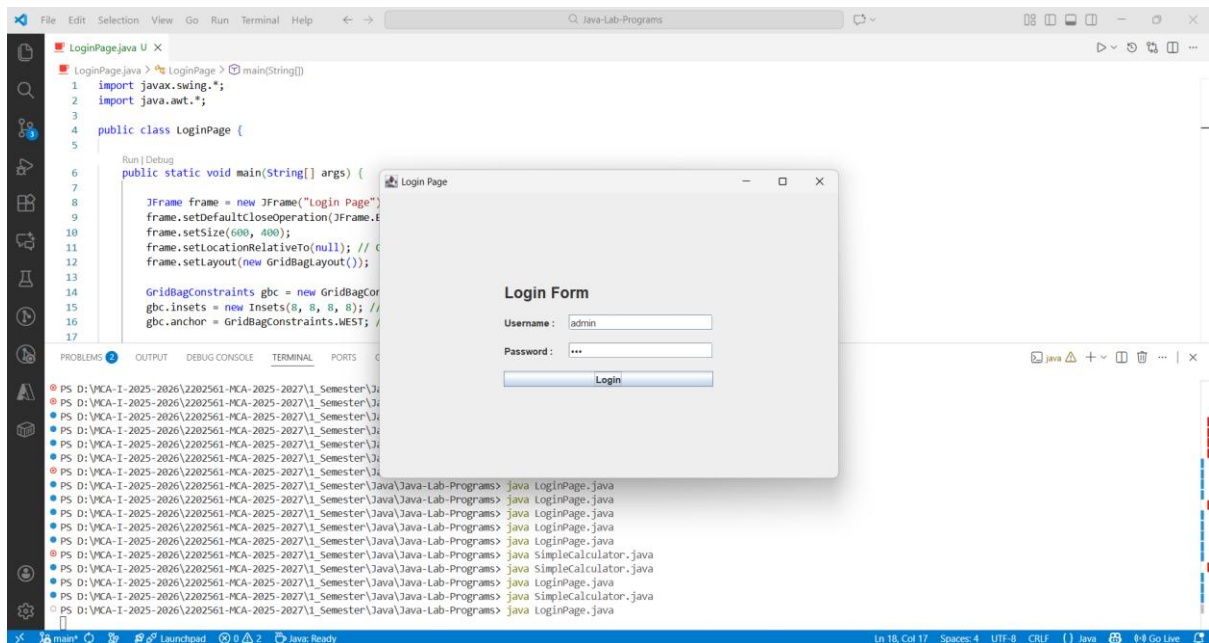 File Edit Selection View Go Run Terminal Help
Java-Lab-Programs
LoginPage.java U
LoginPage.java > LoginPage > main(String[])
1 import javax.swing.*;
2 import java.awt.*;
3
4 public class LoginPage {
5
Run | Debug
6 public static void main(String[] args) {
7
8 JFrame frame = new JFrame("Login Page")
9 frame.setDefaultCloseOperation(JFrame.E
10 frame.setSize(600, 400);
11 frame.setLocationRelativeTo(null); // C
12 frame.setLayout(new GridBagLayout());
13
14 GridBagConstraints gbc = new GridBagCon
15 gbc.insets = new Insets(8, 8, 8, 8); //
16 gbc.anchor = GridBagConstraints.WEST; /
17
Login Page
Login Form
Username : admin
Password : •••
Login
3
PROBLEMS 2 OUTPUT DEBUG CONSOLE TERMINAL PORTS
java
PS D:\MCA-I-2025-2026\2202561-MCA-2025-2027\1_Semester\Ja
PS D:\MCA-I-2025-2026\2202561-MCA-2025-2027\1_Semester\Ja
PS D:\MCA-I-2025-2026\2202561-MCA-2025-2027\1_Semester\Ja
PS D:\MCA-I-2025-2026\2202561-MCA-2025-2027\1_Semester\Ja
PS D:\MCA-I-2025-2026\2202561-MCA-2025-2027\1_Semester\Ja
PS D:\MCA-I-2025-2026\2202561-MCA-2025-2027\1_Semester\Ja
PS D:\MCA-I-2025-2026\2202561-MCA-2025-2027\1_Semester\Ja
PS D:\MCA-I-2025-2026\2202561-MCA-2025-2027\1_Semester\Java\Java-Lab-Programs> java LoginPage.java
PS D:\MCA-I-2025-2026\2202561-MCA-2025-2027\1_Semester\Java\Java-Lab-Programs> java LoginPage.java
PS D:\MCA-I-2025-2026\2202561-MCA-2025-2027\1_Semester\Java\Java-Lab-Programs> java LoginPage.java
PS D:\MCA-I-2025-2026\2202561-MCA-2025-2027\1_Semester\Java\Java-Lab-Programs> java LoginPage.java
PS D:\MCA-I-2025-2026\2202561-MCA-2025-2027\1_Semester\Java\Java-Lab-Programs> java LoginPage.java
PS D:\MCA-I-2025-2026\2202561-MCA-2025-2027\1_Semester\Java\Java-Lab-Programs> java SimpleCalculator.java
PS D:\MCA-I-2025-2026\2202561-MCA-2025-2027\1_Semester\Java\Java-Lab-Programs> java SimpleCalculator.java
PS D:\MCA-I-2025-2026\2202561-MCA-2025-2027\1_Semester\Java\Java-Lab-Programs> java LoginPage.java
PS D:\MCA-I-2025-2026\2202561-MCA-2025-2027\1_Semester\Java\Java-Lab-Programs> java SimpleCalculator.java
PS D:\MCA-I-2025-2026\2202561-MCA-2025-2027\1_Semester\Java\Java-Lab-Programs> java LoginPage.java
main* Launchpad 0 2 Java: Ready Ln 18, Col 17 Spaces: 4 UTF-8 CRLF {} Java Go Live